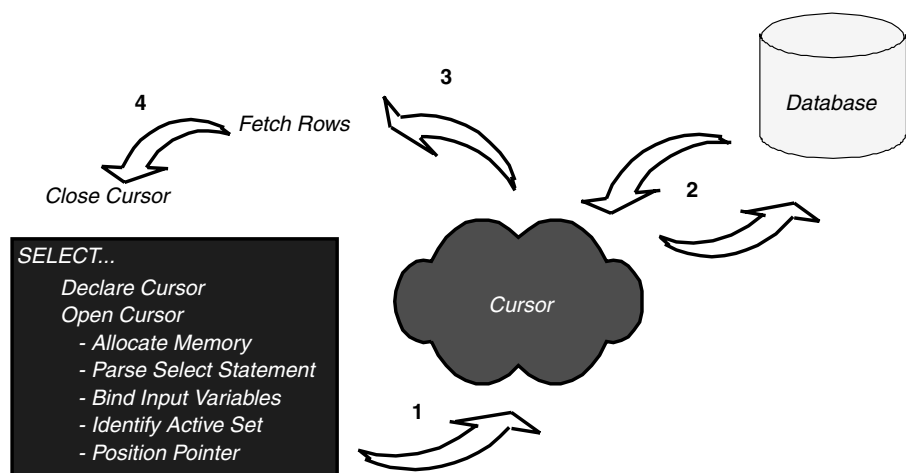 3
4
Fetch Rows
Database
Close Cursor
2
SELECT...
Declare Cursor
Open Cursor
- Allocate Memory
- Parse Select Statement
- Bind Input Variables
- Identify Active Set
- Position Pointer
Cursor
1